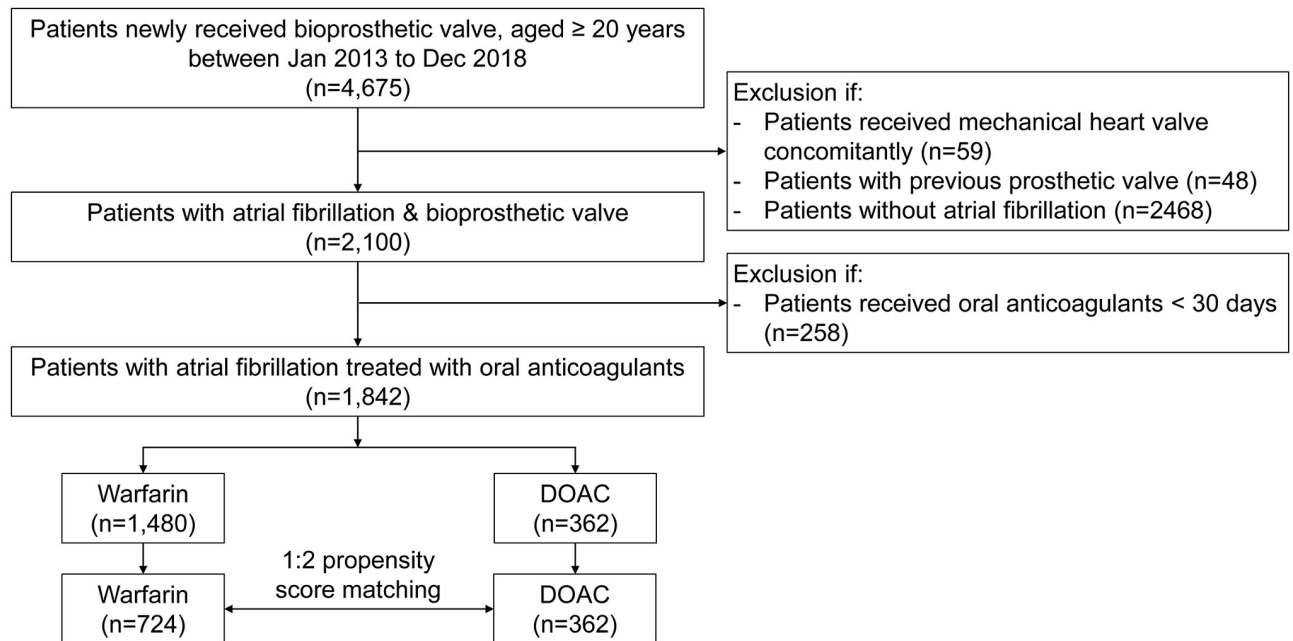 Patients newly received bioprosthetic valve, aged ≥ 20 years
between Jan 2013 to Dec 2018
(n=4,675)
Exclusion if:
- Patients received mechanical heart valve
concomitantly (n=59)
- Patients with previous prosthetic valve (n=48)
- Patients without atrial fibrillation (n=2468)
Patients with atrial fibrillation & bioprosthetic valve
(n=2,100)
Exclusion if:
- Patients received oral anticoagulants < 30 days
(n=258)
Patients with atrial fibrillation treated with oral anticoagulants
(n=1,842)
Warfarin
(n=1,480)
DOAC
(n=362)
1:2 propensity
score matching
Warfarin
(n=724)
DOAC
(n=362)